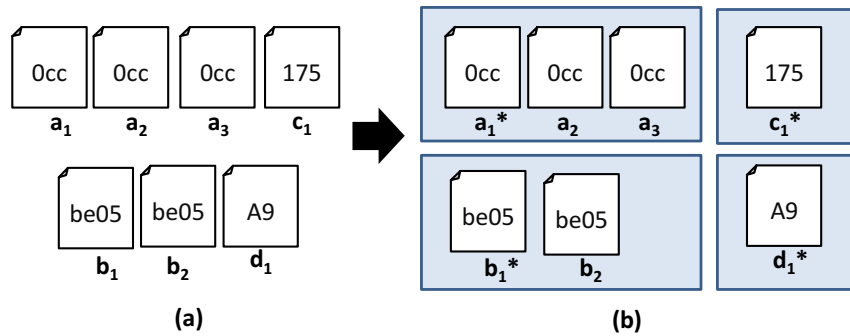 0cc 0cc 0cc 175
a1 a2 a3 c1
be05 be05 A9
b1 b2 d1
(a)
0cc 0cc 0cc 175
a1* a2 a3 c1*
be05 be05 A9
b1* b2 d1*
(b)